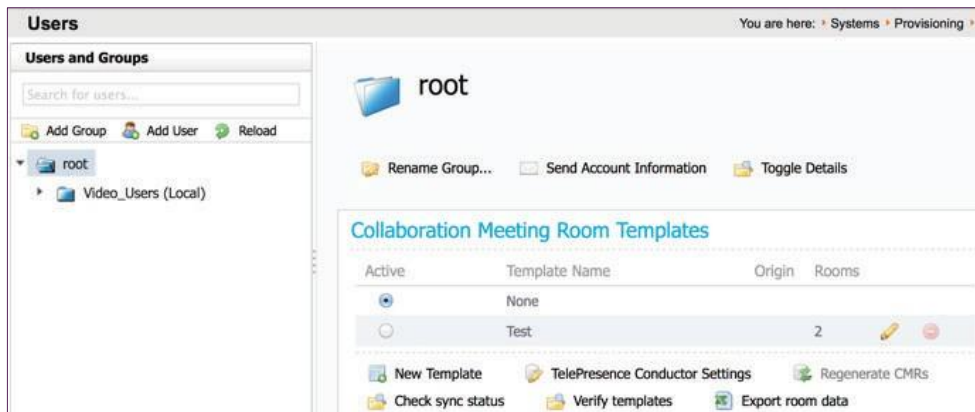 Users
You are here: Systems Provisioning
Users and Groups
Search for users...
Add Group Add User Reload
root
Video_Users (Local)
root
Rename Group... Send Account Information Toggle Details
Collaboration Meeting Room Templates
Active Template Name Origin Rooms
None
Test 2
New Template TelePresence Conductor Settings Regenerate CMRs
Check sync status Verify templates Export room data